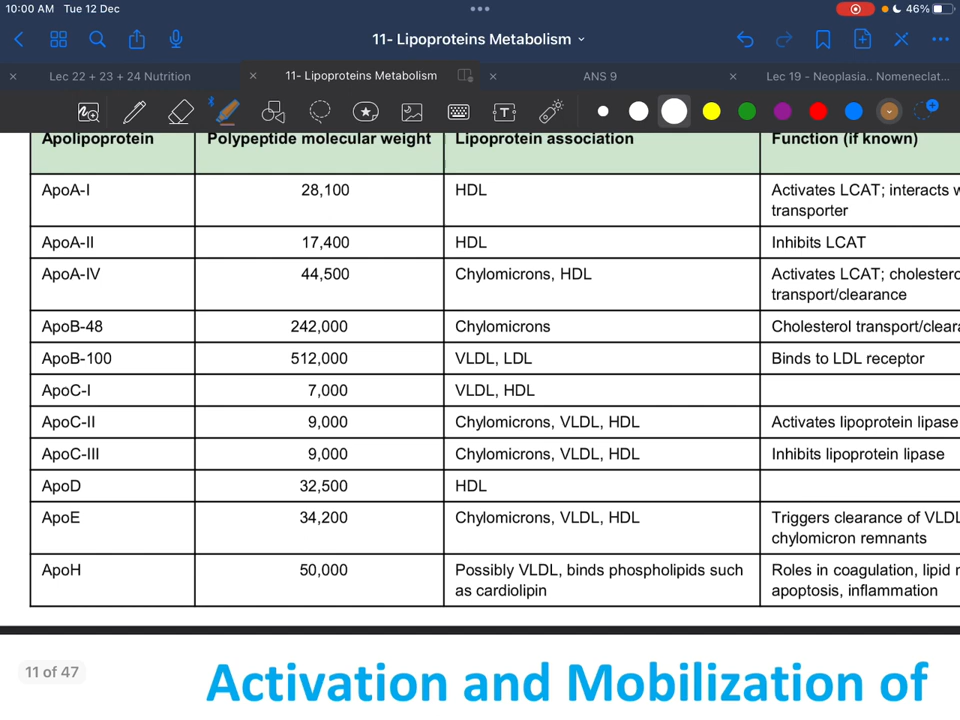 10:00 AM Tue 12 Dec
46%
11- Lipoproteins Metabolism
Lec 22 + 23 + 24 Nutrition
11- Lipoproteins Metabolism
ANS 9
Lec 19 - Neoplasia.. Nomeneclat...
Apolipoprotein Polypeptide molecular weight Lipoprotein association Function (if known)
ApoA-I 28,100 HDL Activates LCAT; interacts
transporter
ApoA-II 17,400 HDL Inhibits LCAT
ApoA-IV 44,500 Chylomicrons, HDL Activates LCAT; cholestero
transport/clearance
ApoB-48 242,000 Chylomicrons Cholesterol transport/cleara
ApoB-100 512,000 VLDL, LDL Binds to LDL receptor
ApoC-I 7,000 VLDL, HDL
ApoC-II 9,000 Chylomicrons, VLDL, HDL Activates lipoprotein lipase
ApoC-III 9,000 Chylomicrons, VLDL, HDL Inhibits lipoprotein lipase
ApoD 32,500 HDL
ApoE 34,200 Chylomicrons, VLDL, HDL Triggers clearance of VLDL
chylomicron remnants
ApoH 50,000 Possibly VLDL, binds phospholipids such Roles in coagulation, lipid
as cardiolipin apoptosis, inflammation
11 of 47
Activation and Mobilization of